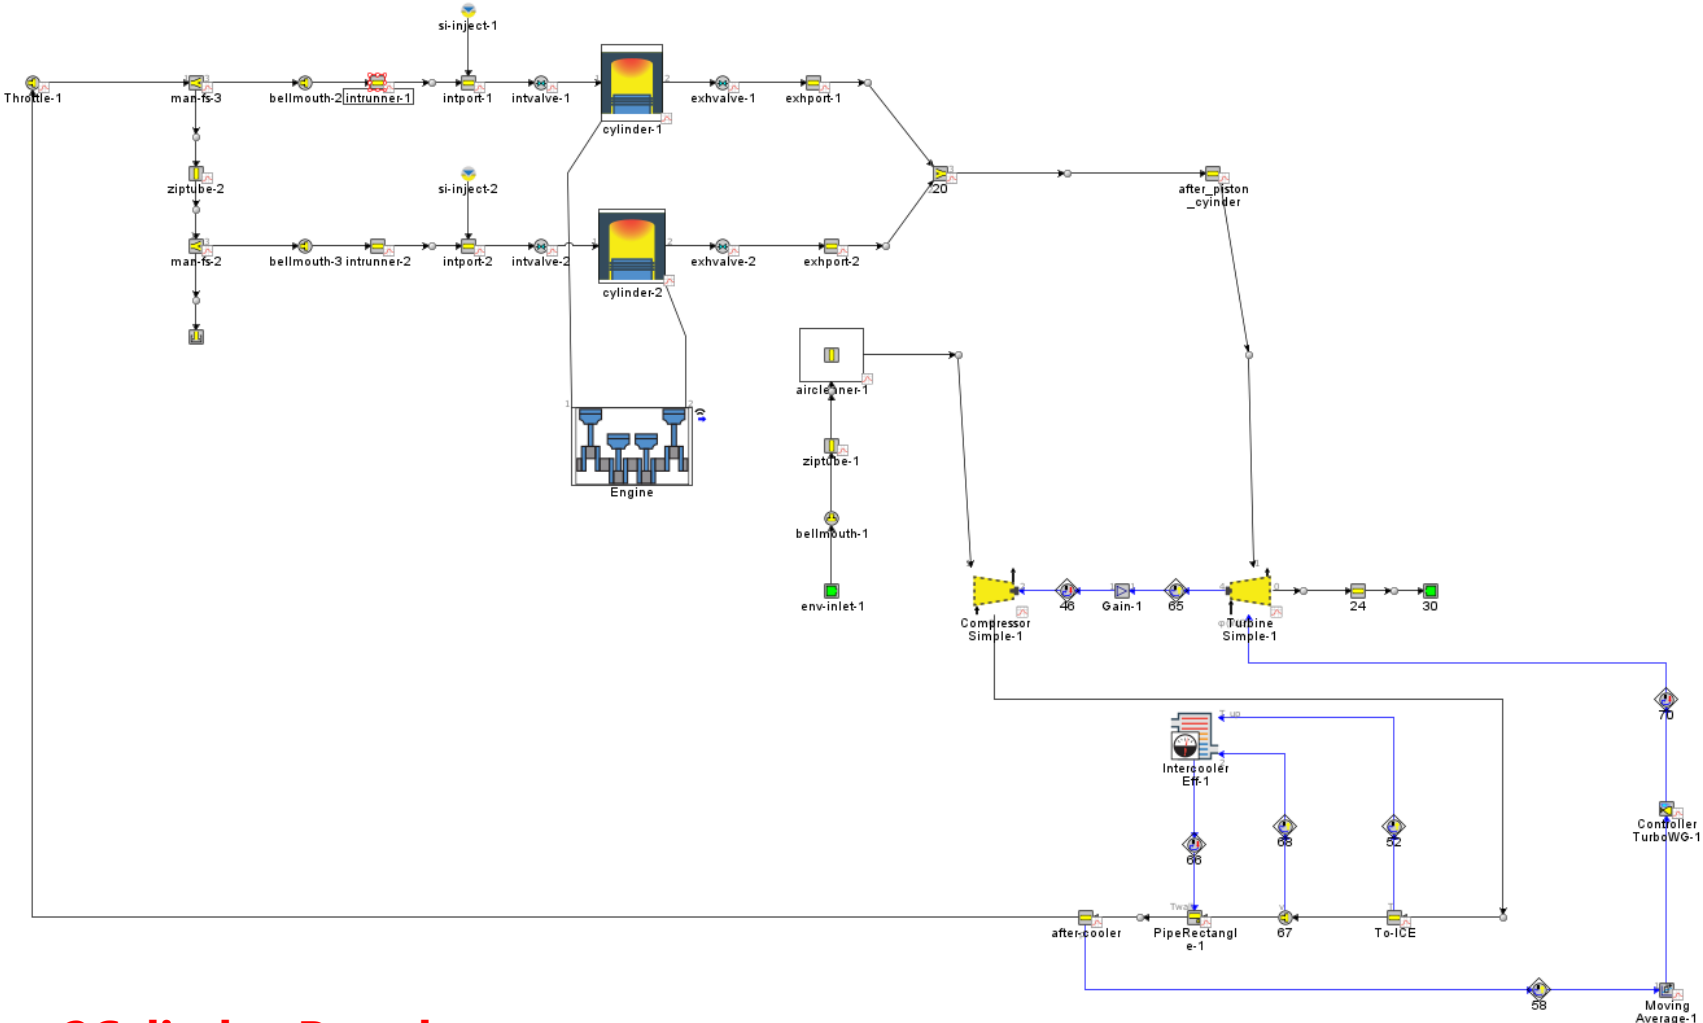 si-inject-1
Throttle-1
man-fs-3
bellmouth-2
intrunner-1
intport-1
intvalve-1
cylinder-1
exhvalve-1
exhport-1
ziptube-2
si-inject-2
20
after_piston
_cyinder
man-fs-2
bellmouth-3
intrunner-2
intport-2
intvalve-2
cylinder-2
exhvalve-2
exhport-2
aircleaner-1
ziptube-1
Engine
bellmouth-1
env-inlet-1
Compressor
Simple-1
46
Gain-1
65
Turbine
Simple-1
24
30
70
Intercooler
Eff-1
66
68
52
Controller
TurboWG-1
after-cooler
PipeRectangl
e-1
67
To-ICE
58
Moving
Average-1